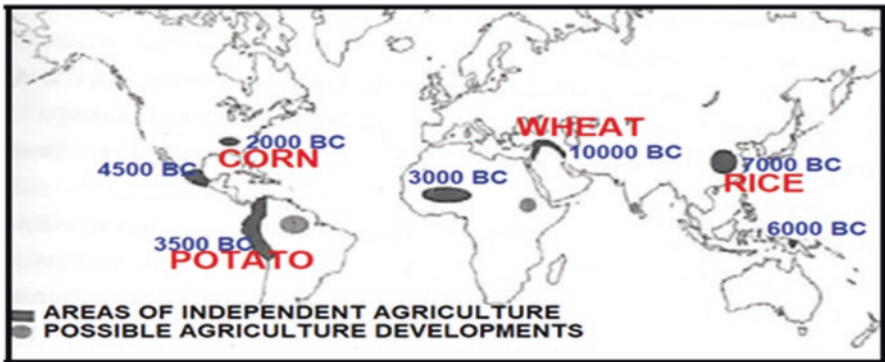 WHEAT
2000 BC
10000 BC
CORN
4500 BC
3000 BC
7000 BC
RICE
6000 BC
3500 BC
POTATO
AREAS OF INDEPENDENT AGRICULTURE
POSSIBLE AGRICULTURE DEVELOPMENTS